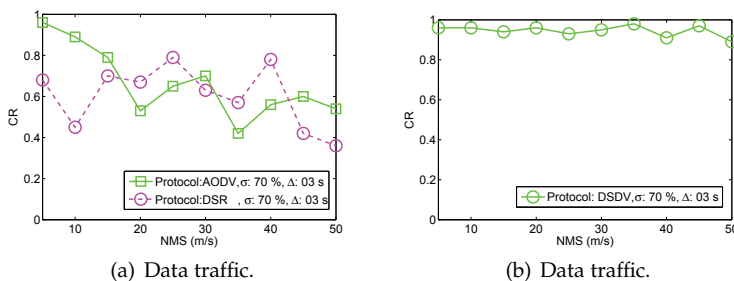 1
0.8
0.6
0.4
0.2
0
CR
10 20 30 40 50
NMS (m/s)
Protocol:AODV,σ: 70 %, Δ: 03 s
Protocol:DSR , σ: 70 %, Δ: 03 s
(a) Data traffic.
1
0.8
0.6
0.4
0.2
0
CR
10 20 30 40 50
NMS (m/s)
Protocol: DSDV,σ: 70 %, Δ: 03 s
(b) Data traffic.